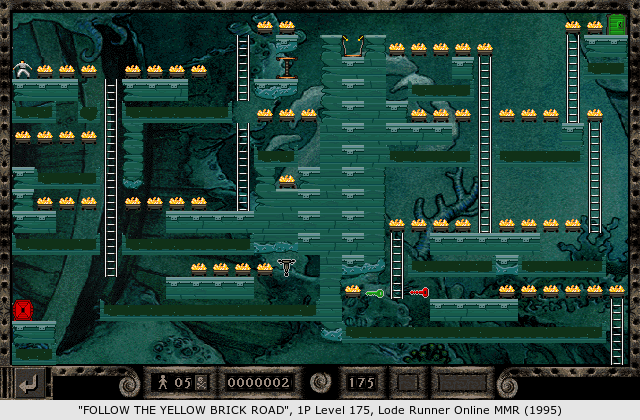 05
0000002
175
"FOLLOW THE YELLOW BRICK ROAD", 1P Level 175, Lode Runner Online MMR (1995)